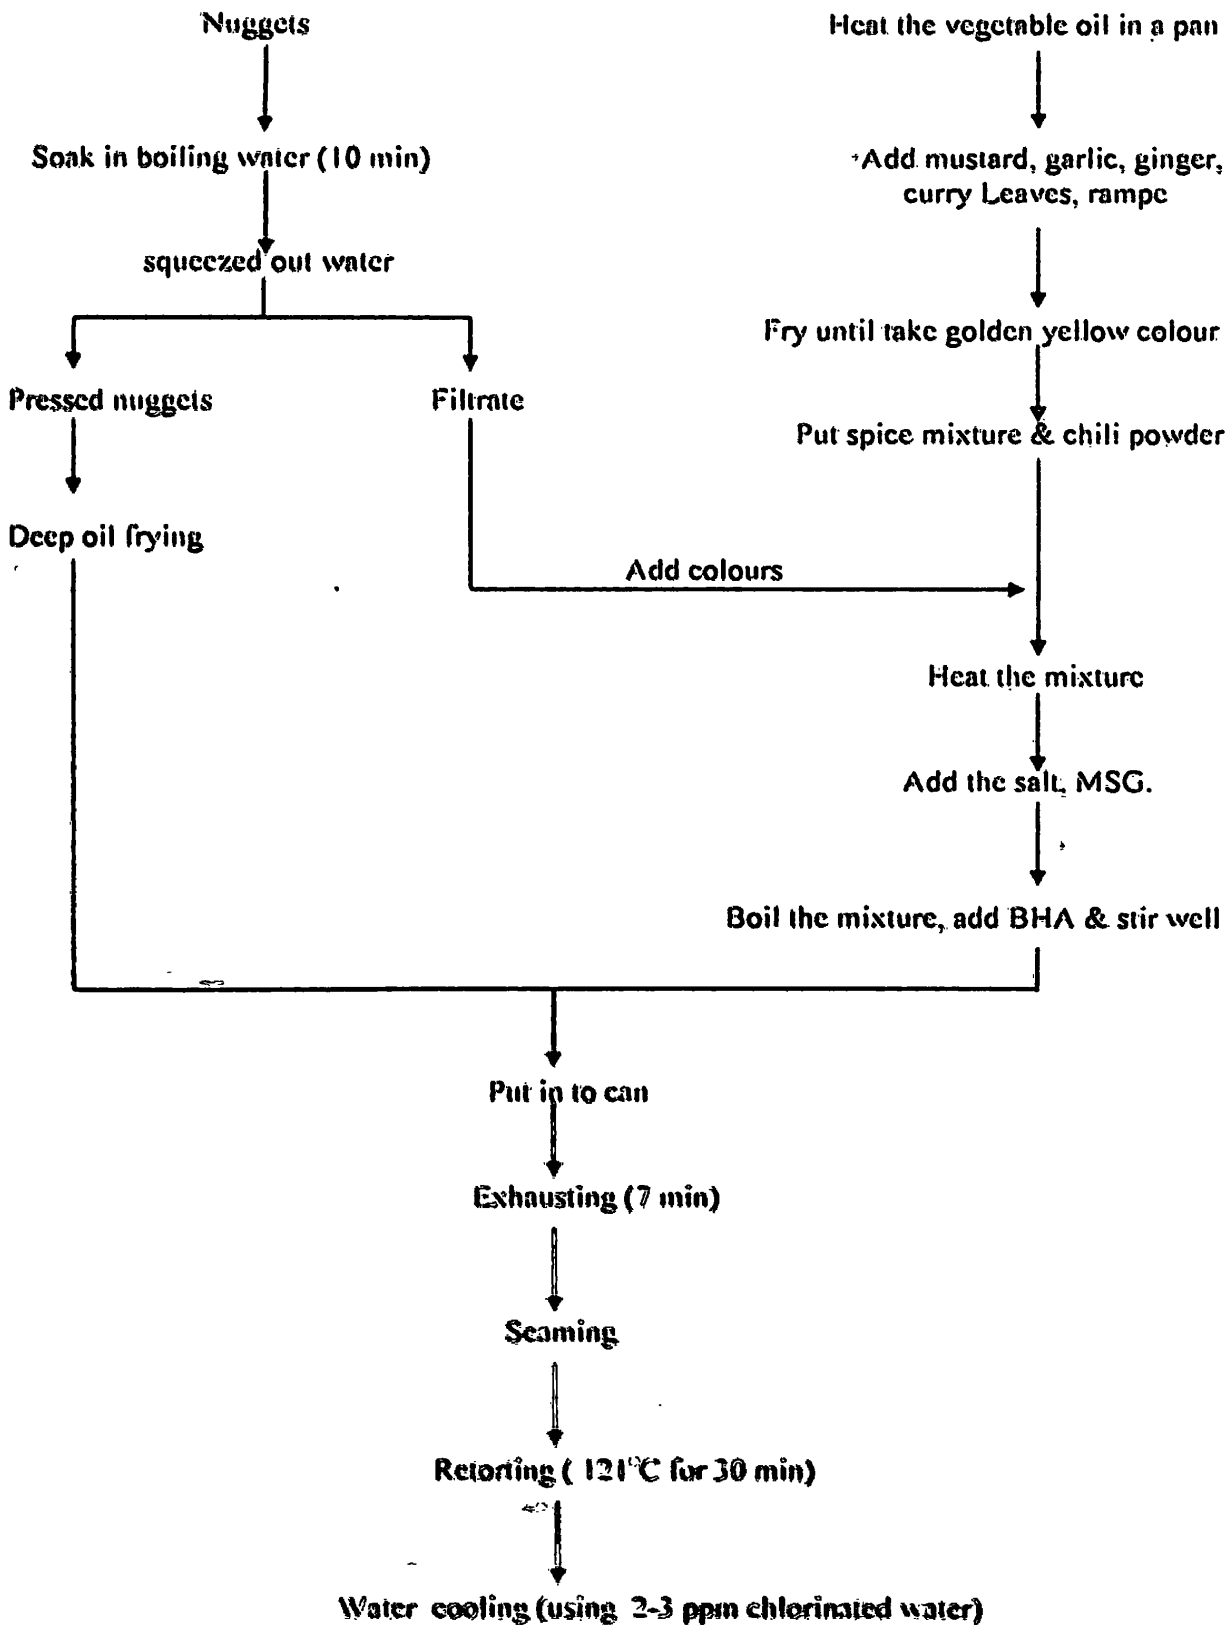 Nuggets
Heat the vegetable oil in a pan
Soak in boiling water (10 min)
Add mustard, garlic, ginger,
curry Leaves, rampe
squeezed out water
Fry until take golden yellow colour
Pressed nuggets
Filtrate
Put spice mixture & chili powder
Deep oil frying
Add colours
Heat the mixture
Add the salt, MSG.
Boil the mixture, add BHA & stir well
Put in to can
Exhausting (7 min)
Seaming
Retorting ( 121°C for 30 min)
Water cooling (using 2-3 ppm chlorinated water)